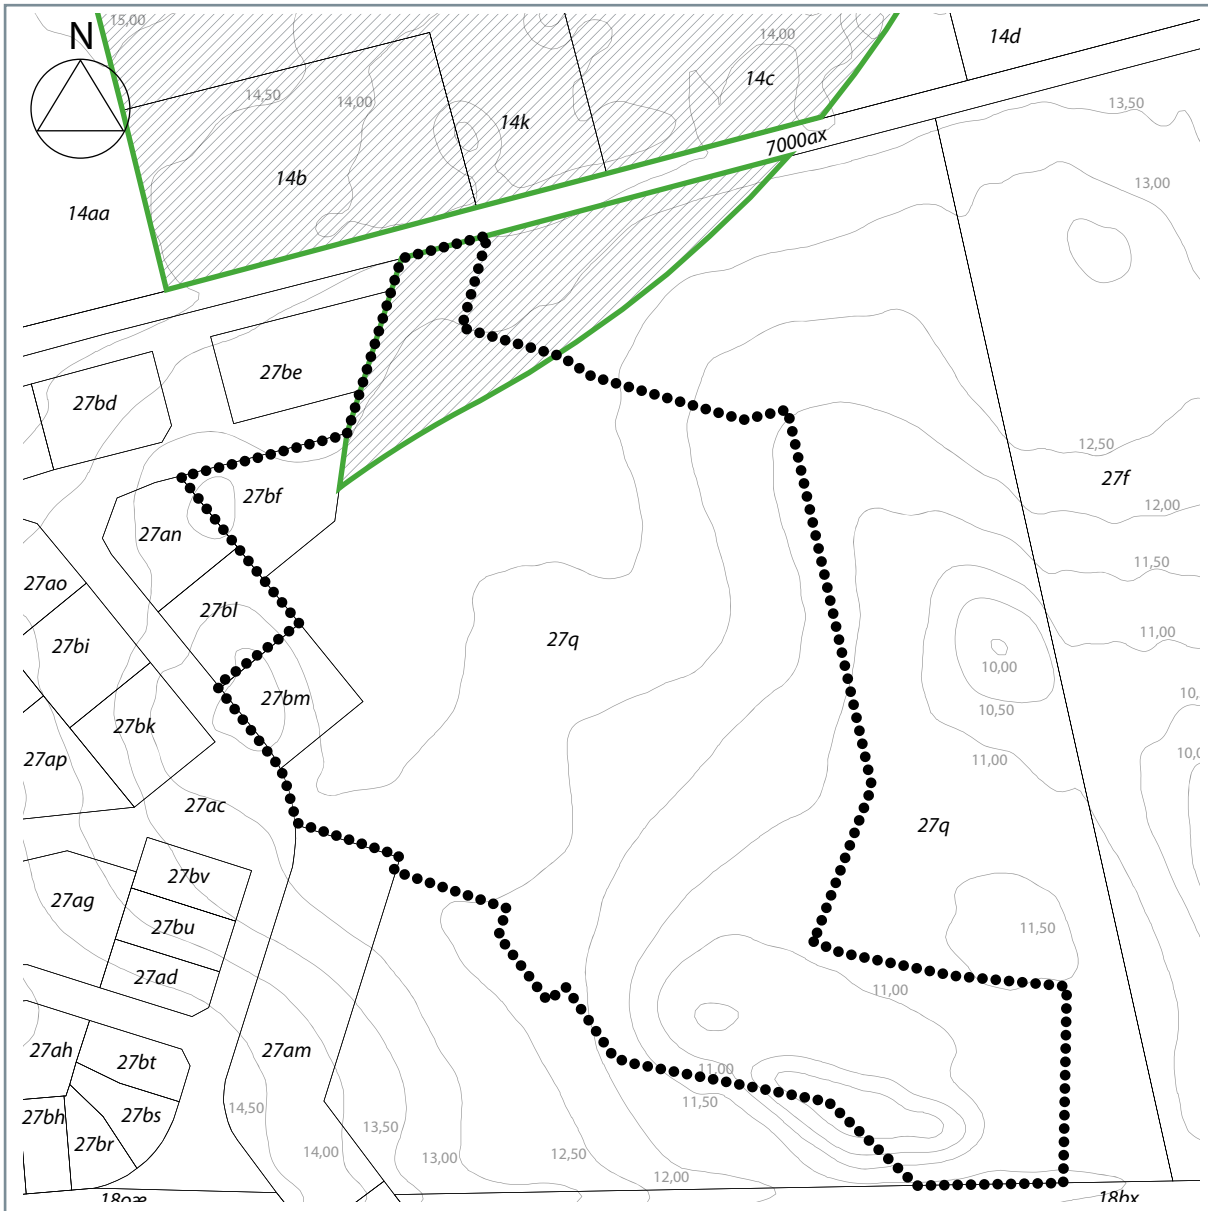 15,00
N
14,00
14d
14c
14,50
14,00
13,50
14k
7000ax
14b
13,00
14aa
27be
27bd
12,50
27f
27bf
12,00
27an
11,50
27ao
27bl
11,00
27bi
27q
10,00
27bm
10,
10,50
27bk
10,0
27ap
11,00
27ac
27q
27bv
27ag
27bu
11,50
27ad
11,00
27ah
27am
27bt
11,00
11,50
14,50
27bh
27bs
13,50
27br
14,00
13,00
12,50
12,00
18oæ
18bx